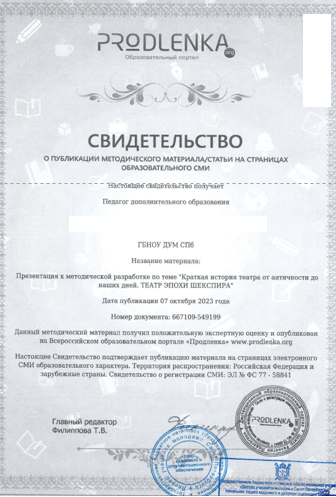 PRODLENKA
.ORG
Образовательный портал
СВИДЕТЕЛЬСТВО
О ПУБЛИКАЦИИ МЕТОДИЧЕСКОГО МАТЕРИАЛА/СТАТЬИ НА СТРАНИЦАХ
ОБРАЗОВАТЕЛЬНОГО СМИ
Настоящее свидетельство получает
Педагог дополнительного образования
ГБНОУ ДУМ СПб
Название материала:
Презентация к методической разработке по теме "Краткая история театра от античности до
наших дней. ТЕАТР ЭПОХИ ШЕКСПИРА"
Дата публикации 07 октября 2023 года
Номер документа: 667109-549199
Данный методический материал получил положительную экспертную оценку и опубликован
на Всероссийском образовательном портале «Продленка» www.prodlenka.org
Настоящее Свидетельство подтверждает публикацию материала на страницах электронного
СМИ образовательного характера. Территория распространения: Российская Федерация и
зарубежные страны. Свидетельство о регистрации СМИ: ЭЛ № ФС 77 - 58841
Главный редактор
Филиппова Т.В.
PRODLENKA